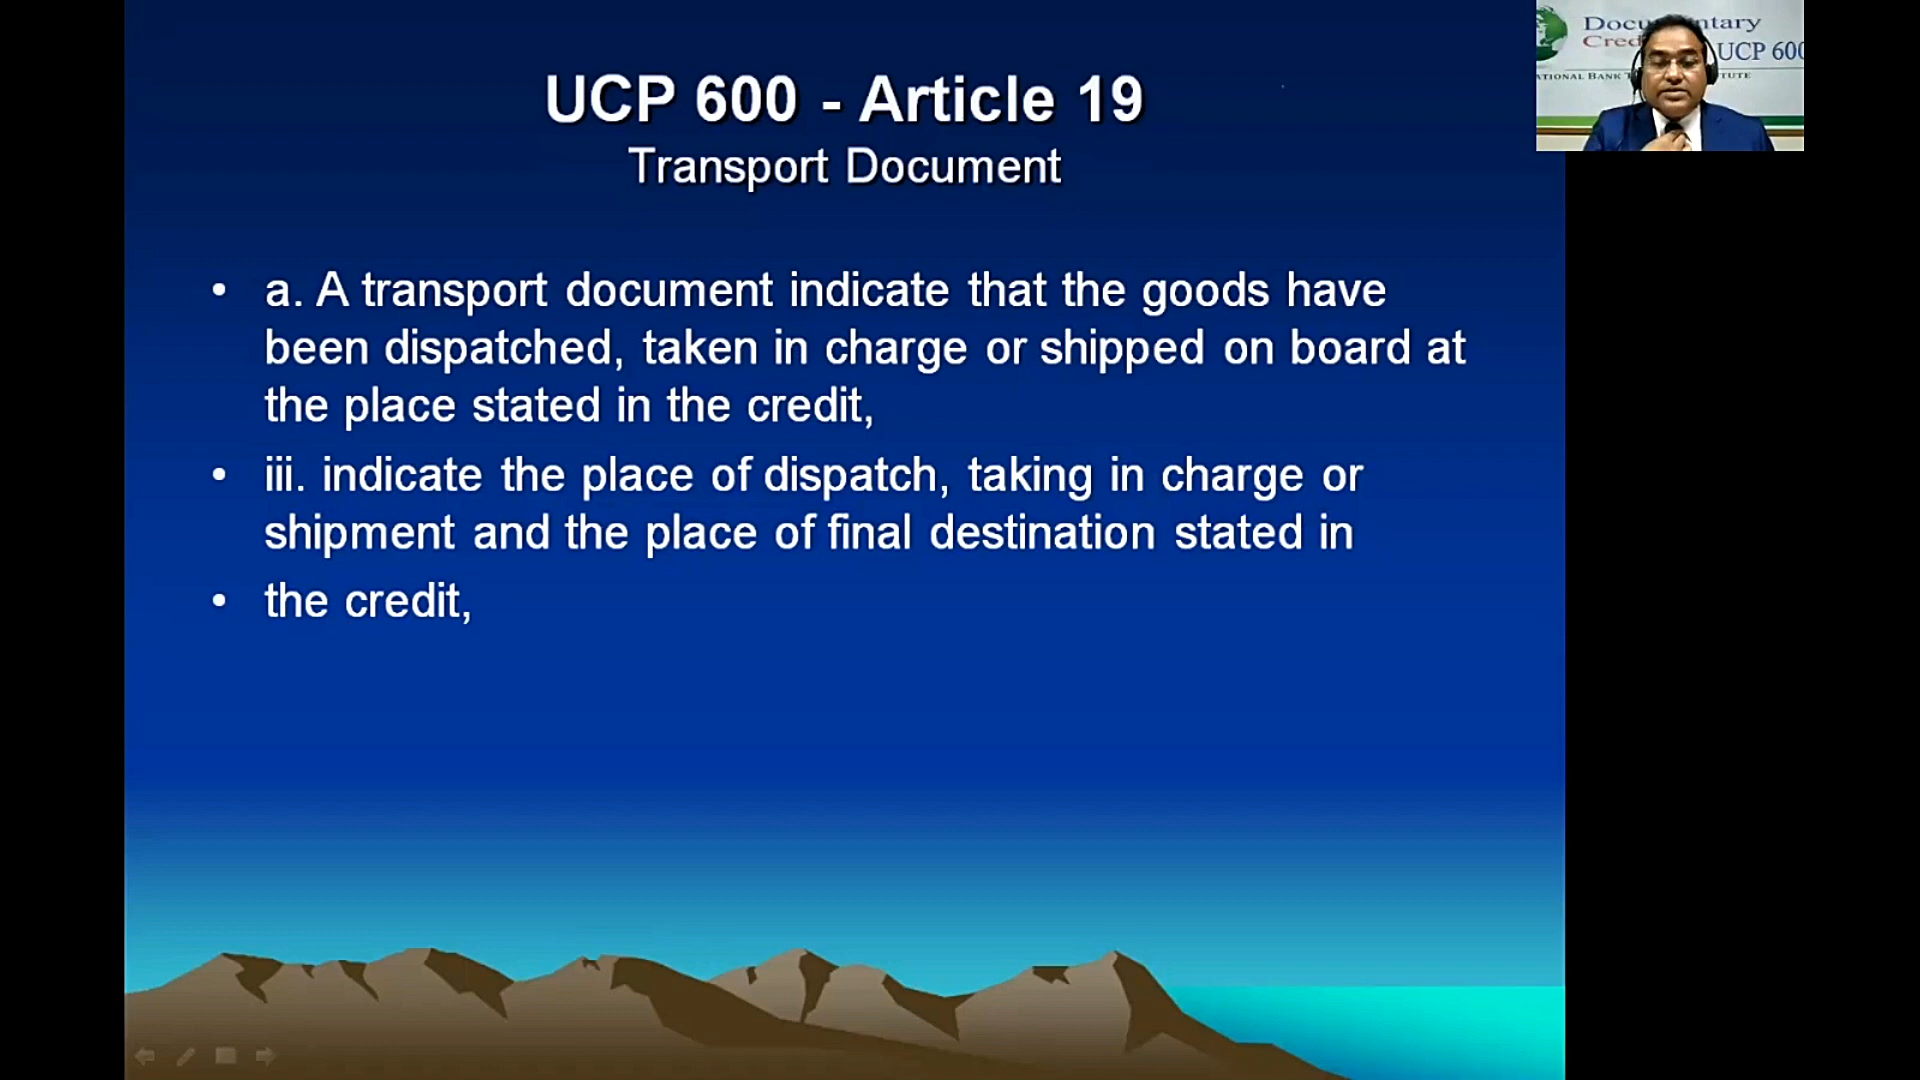 UCP 600 - Article 19
Transport Document
• a. A transport document indicate that the goods have
been dispatched, taken in charge or shipped on board at
the place stated in the credit,
• iii. indicate the place of dispatch, taking in charge or
shipment and the place of final destination stated in
• the credit,
UCP 600